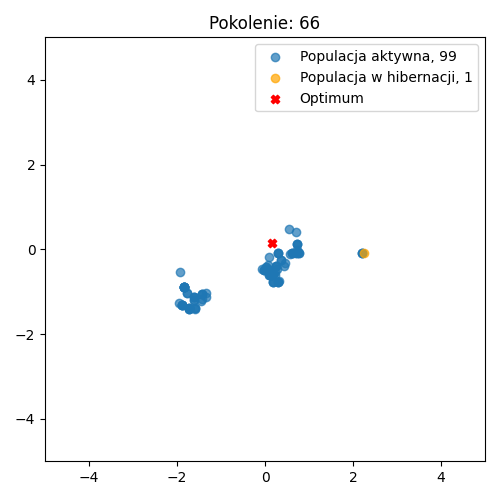 Pokolenie: 66
Populacja aktywna, 99
Populacja w hibernacji, 1
Optimum
4
2
0
−2
−4
−4
−2
0
2
4